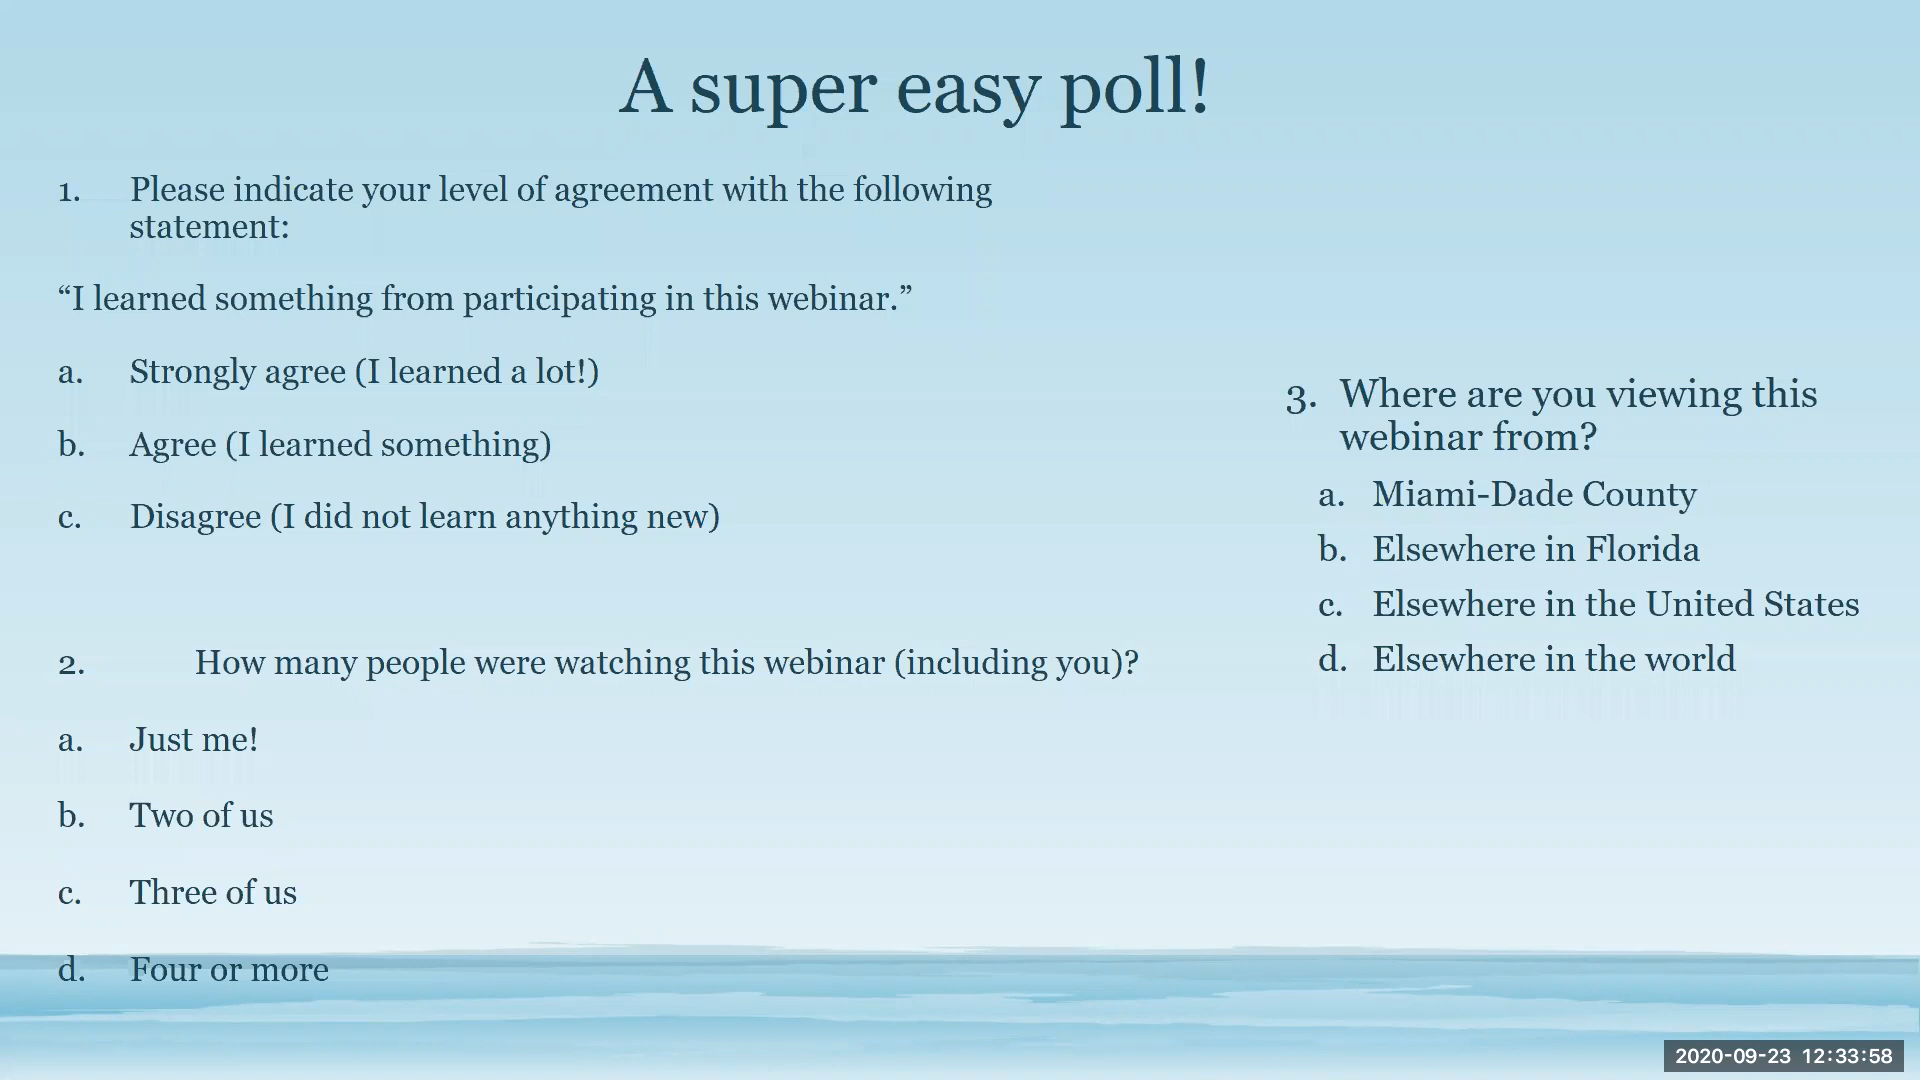 A super easy poll!
1. Please indicate your level of agreement with the following
statement:
“I learned something from participating in this webinar.”
a. Strongly agree (I learned a lot!)
b. Agree (I learned something)
c. Disagree (I did not learn anything new)
2. How many people were watching this webinar (including you)?
a. Just me!
b. Two of us
c. Three of us
d. Four or more
3. Where are you viewing this
webinar from?
a. Miami-Dade County
b. Elsewhere in Florida
c. Elsewhere in the United States
d. Elsewhere in the world
2020-09-23 12:33:58